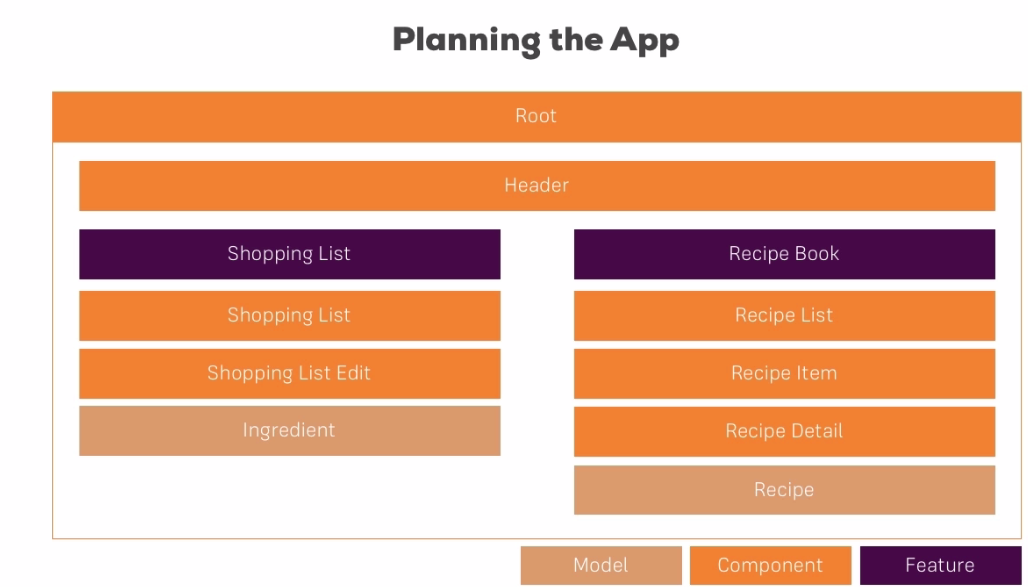 Planning the App
Root
Header
Shopping List
Recipe Book
Shopping List
Recipe List
Shopping List Edit
Recipe Item
Ingredient
Recipe Detail
Recipe
Model
Component
Feature